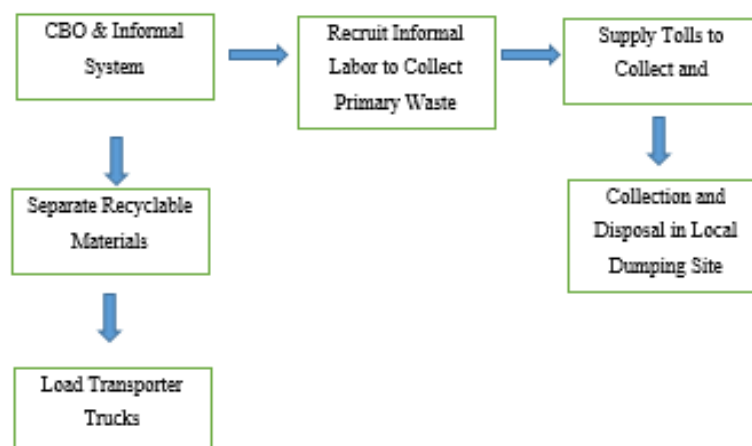 CBO & Informal
System
Recruit Informal
Labor to Collect
Primary Waste
Supply Tolls to
Collect and
Separate Recyclable
Materials
Collection and
Disposal in Local
Dumping Site
Load Transporter
Trucks